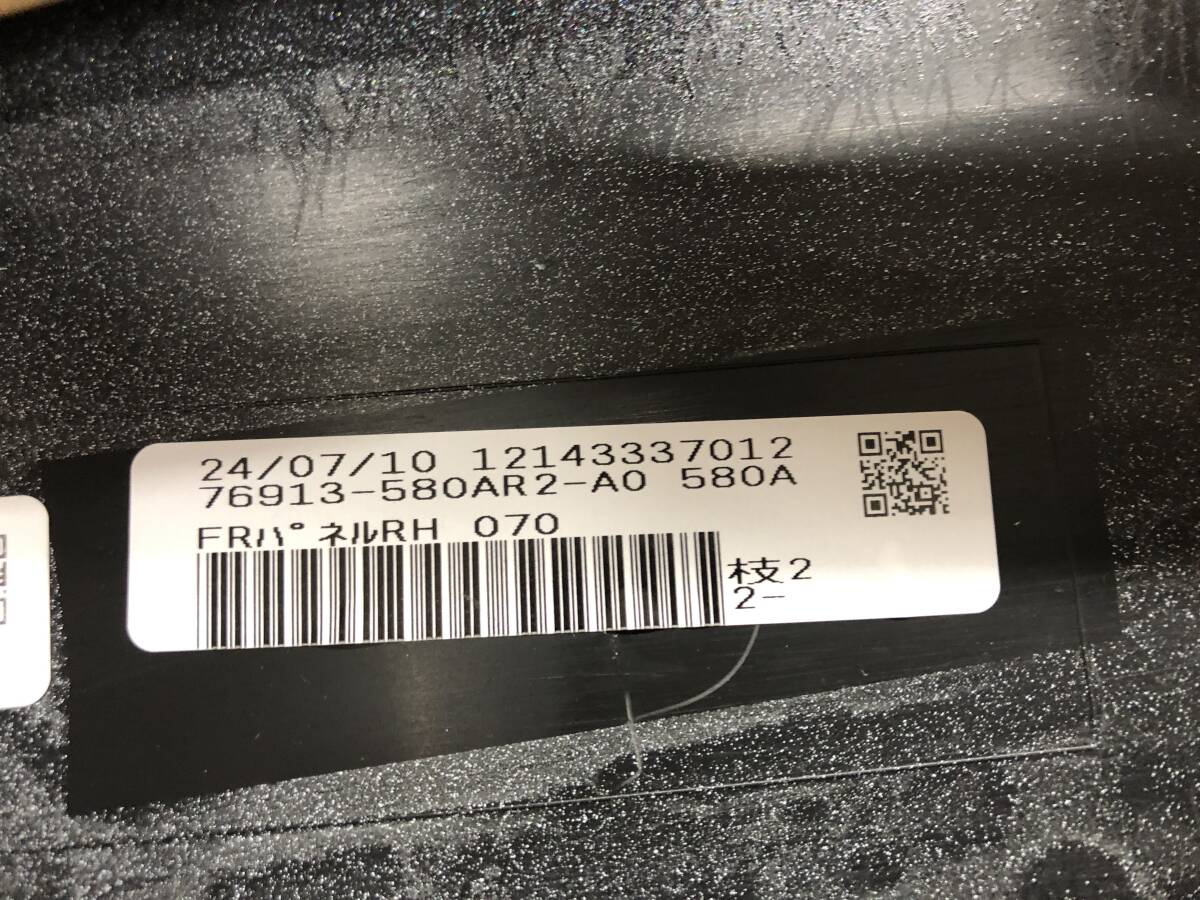 24/07/10 12143337012
76913-580AR2-A0 580A
FRﾊﾟﾈﾙRH 070
枝2
2-